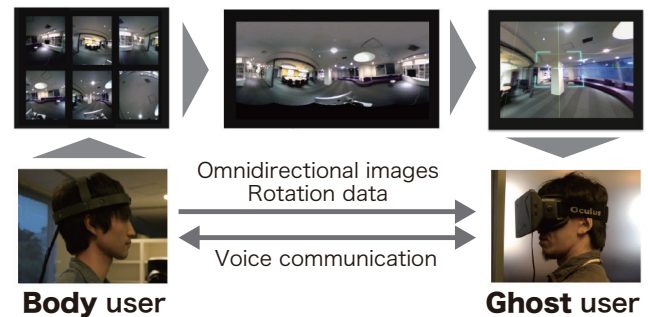 Omnidirectional images
Rotation data
Oculus
Voice communication
Body user
Ghost user